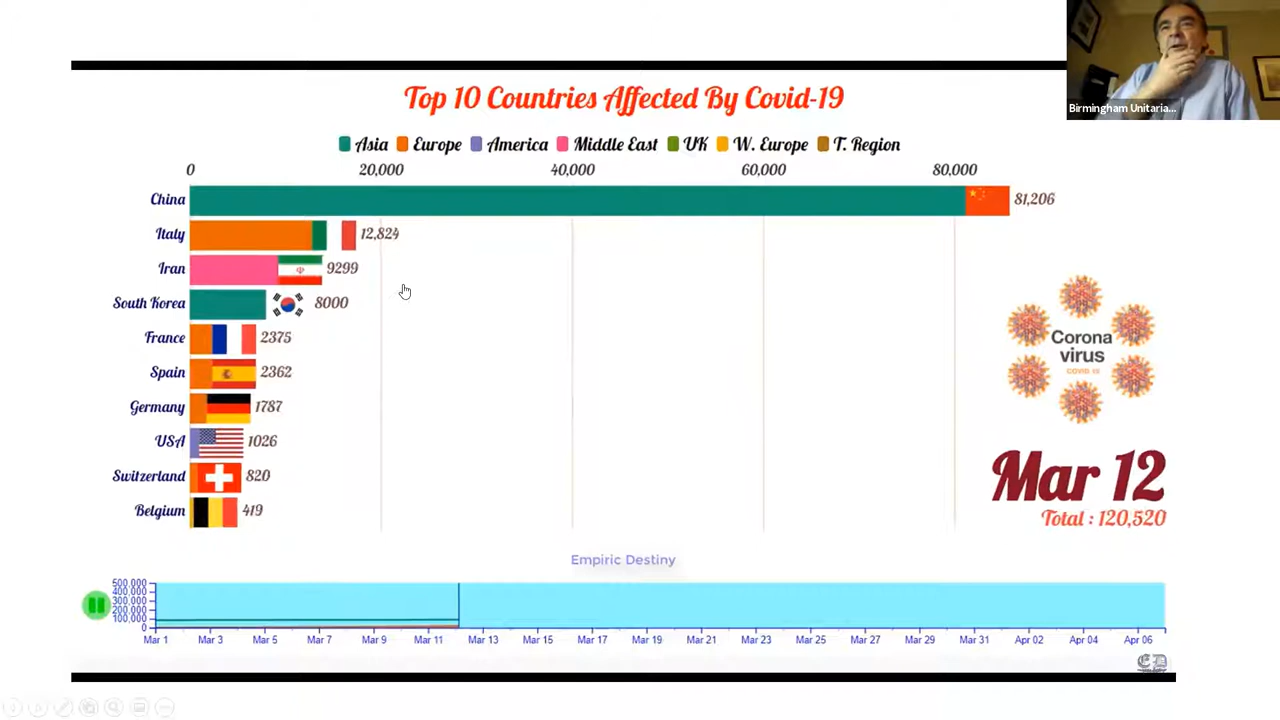 Birmingham Unitaria...
Top 10 Countries Affected By Covid-19
Asia Europe America Middle East UK W. Europe T. Region
0 20,000 40,000 60,000 80,000
China 81,206
Italy 12,824
Iran 9299
South Korea 8000
France 2375
Spain 2362
Germany 1787
USA 1026
Switzerland 820
Belgium 419
Corona
virus
COVID 19
Mar 12
Total : 120,520
Empiric Destiny
500,000
400,000
300,000
200,000
100,000
0
Mar 1 Mar 3 Mar 5 Mar 7 Mar 9 Mar 11 Mar 13 Mar 15 Mar 17 Mar 19 Mar 21 Mar 23 Mar 25 Mar 27 Mar 29 Mar 31 Apr 02 Apr 04 Apr 06
ED